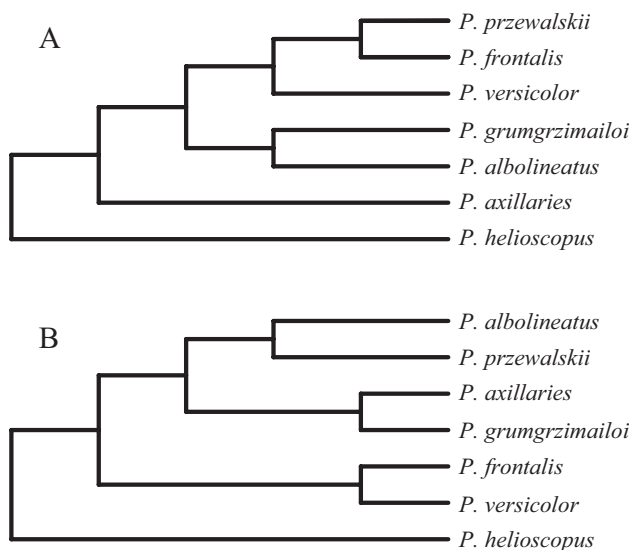 A
P. przewalskii
P. frontalis
P. versicolor
P. grumgrzimailoi
P. albolineatus
P. axillaries
P. helioscopus
B
P. albolineatus
P. przewalskii
P. axillaries
P. grumgrzimailoi
P. frontalis
P. versicolor
P. helioscopus